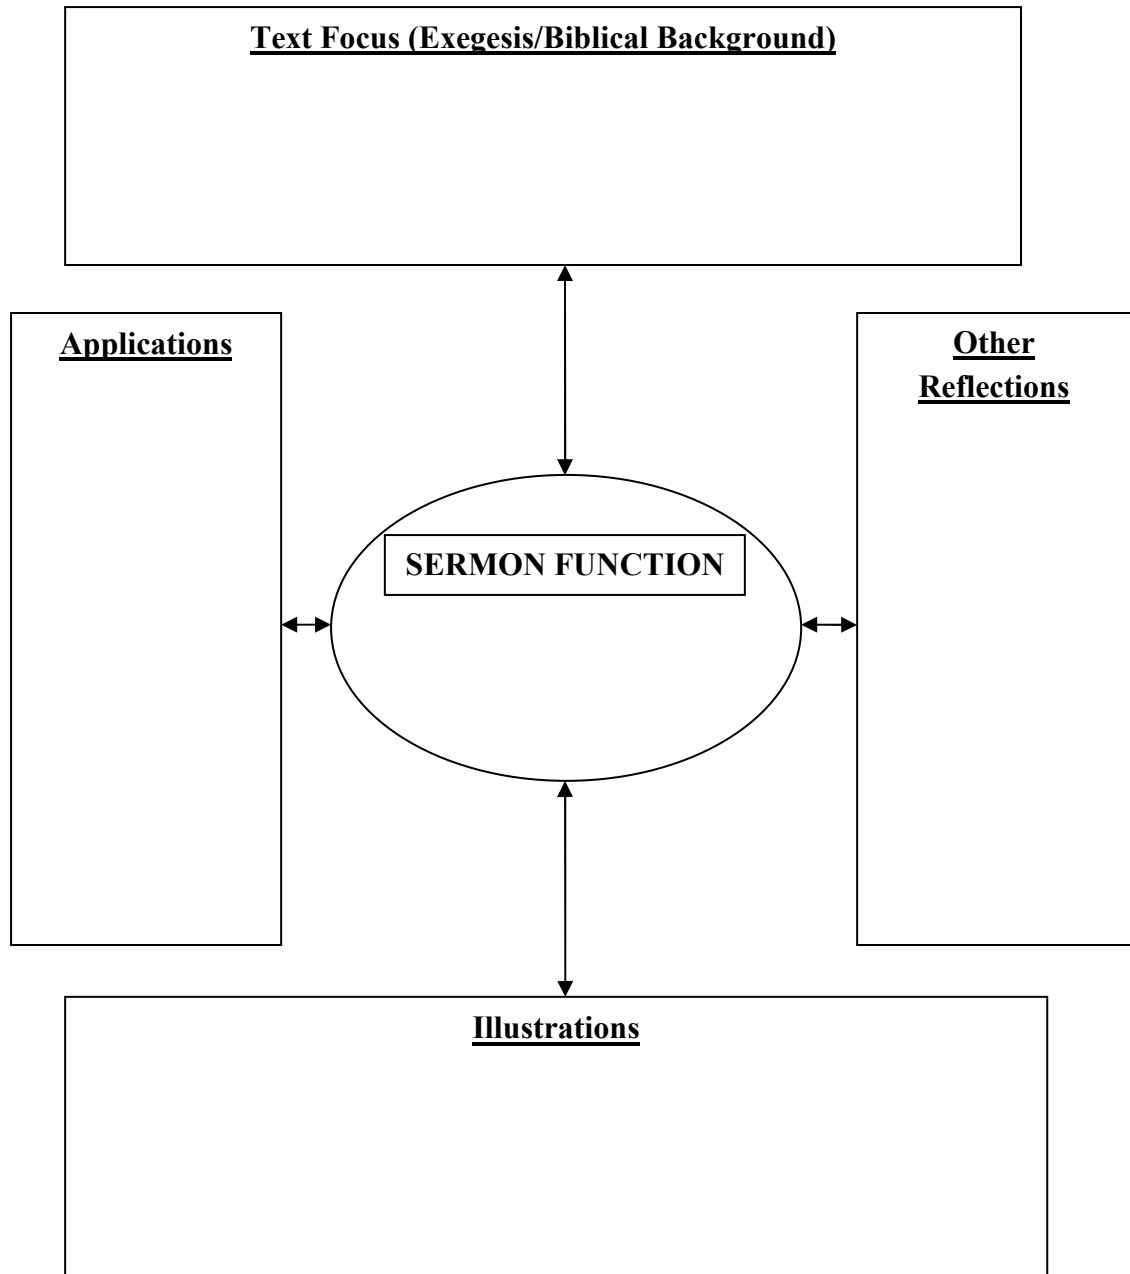 Text Focus (Exegesis/Biblical Background)
Applications
Other
Reflections
SERMON FUNCTION
Illustrations